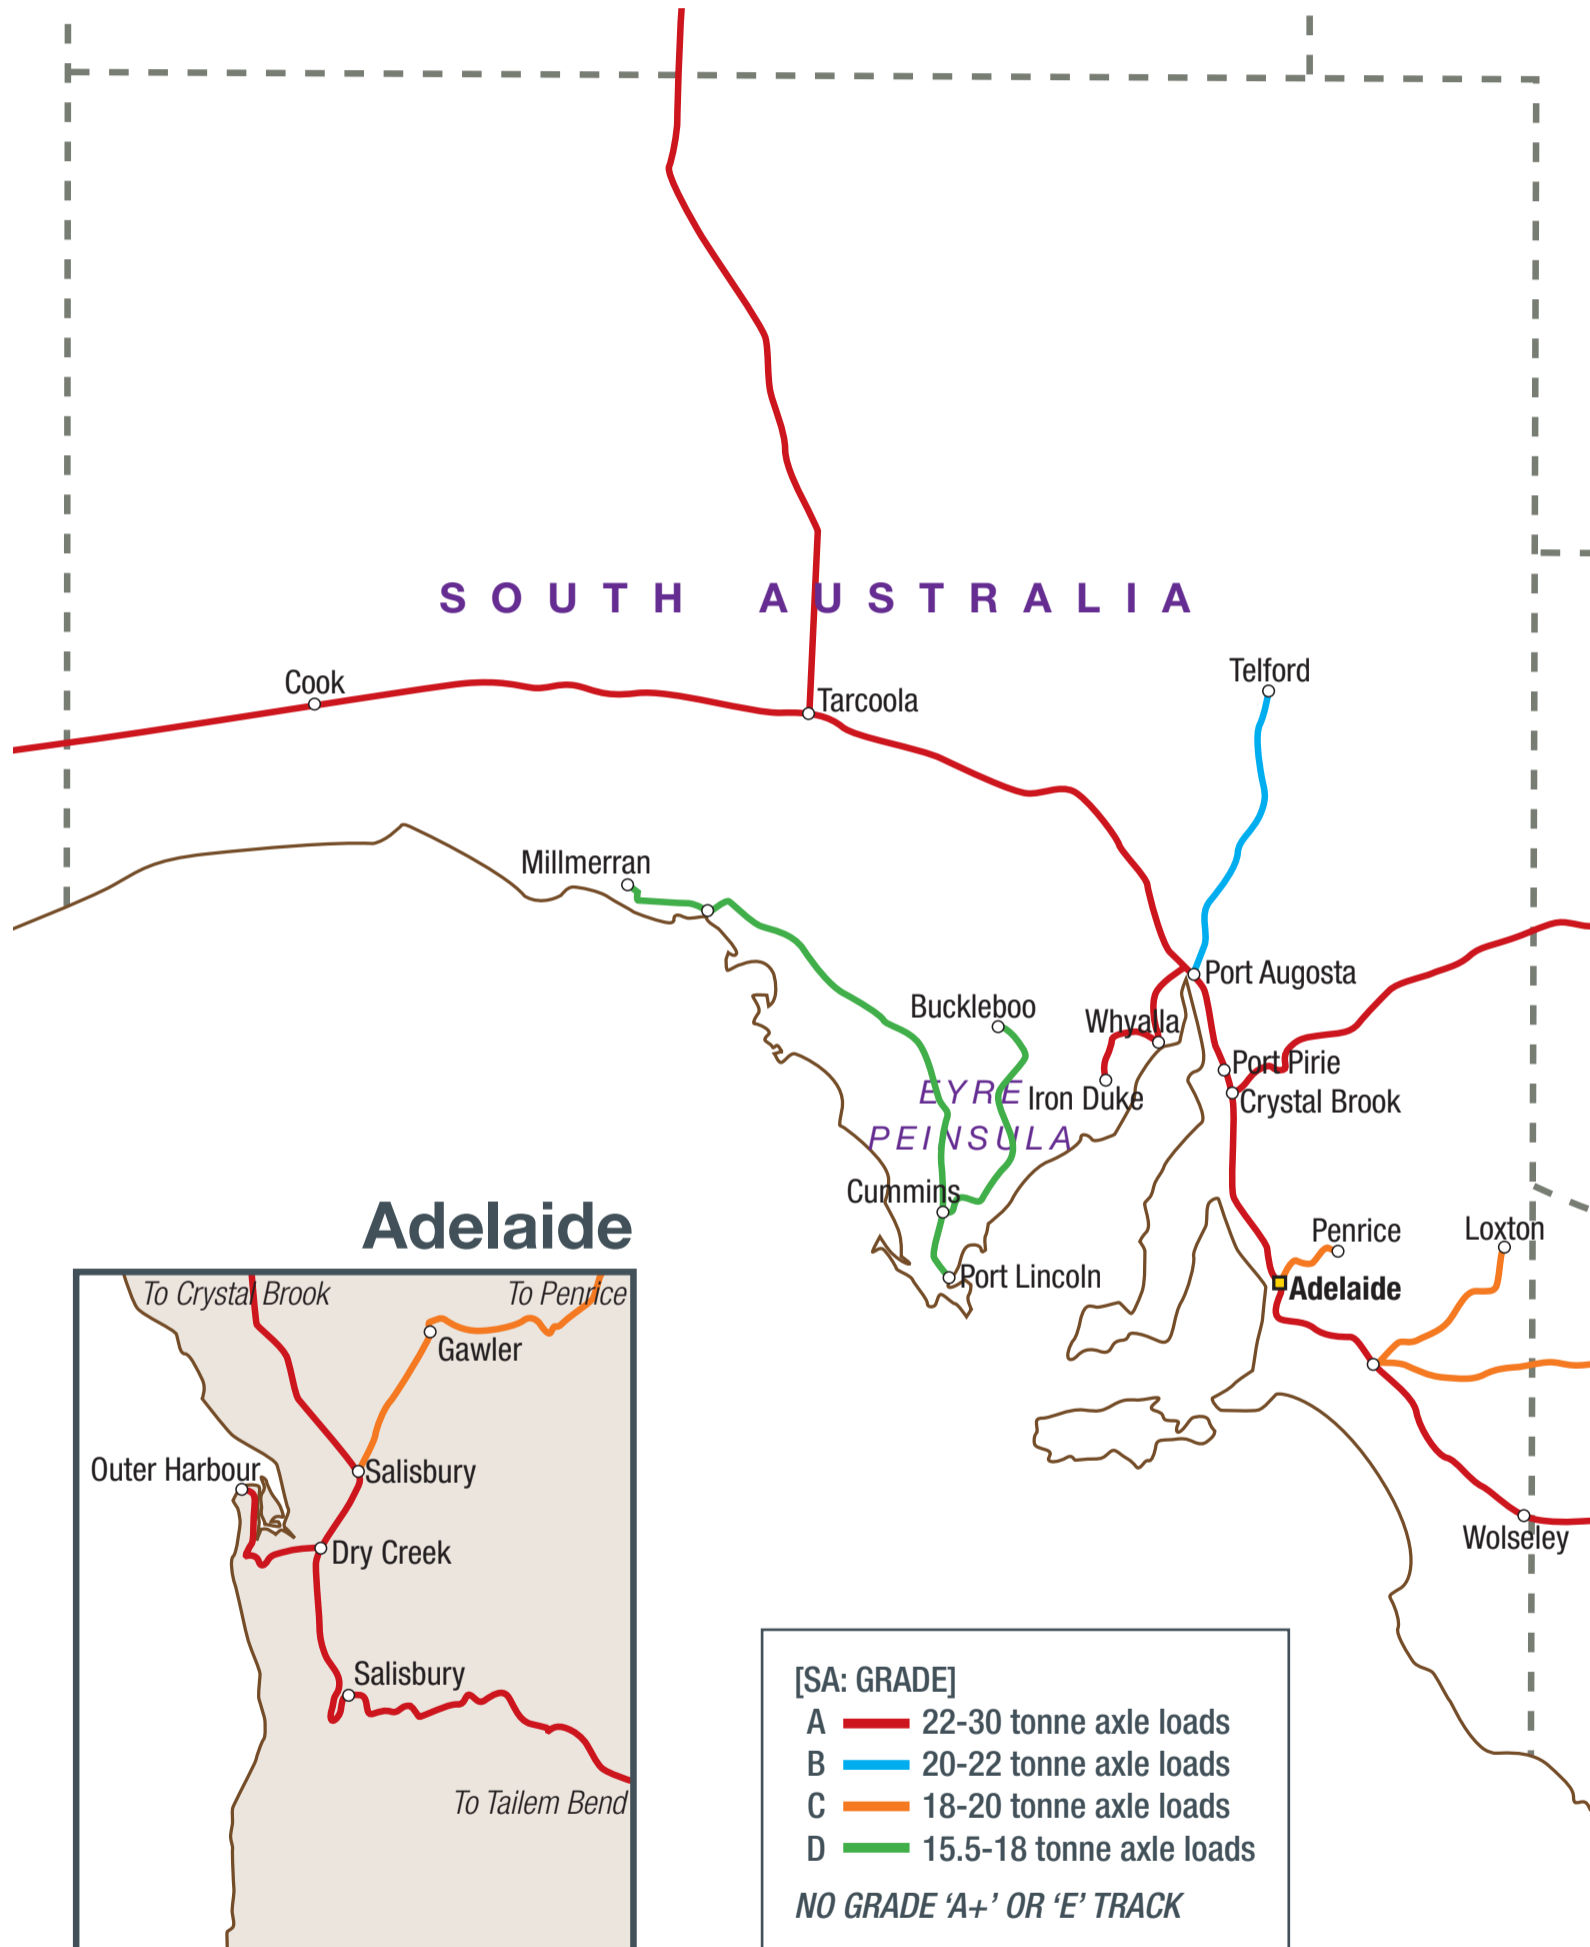 SOUTH AUSTRALIA
Telford
Cook
Tarcoola
Millmerran
Port Augosta
Buckleboo
Whyalla
Port Pirie
EYRE
Iron Duke
Crystal Brook
PEINSULA
Cummins
Penrice
Loxton
Port Lincoln
Adelaide
Wolseley
Adelaide
To Crystal Brook
To Penrice
Gawler
Outer Harbour
Salisbury
Dry Creek
Salisbury
To Tailem Bend
[SA: GRADE]
A 22-30 tonne axle loads
B 20-22 tonne axle loads
C 18-20 tonne axle loads
D 15.5-18 tonne axle loads
NO GRADE ‘A+’ OR ‘E’ TRACK